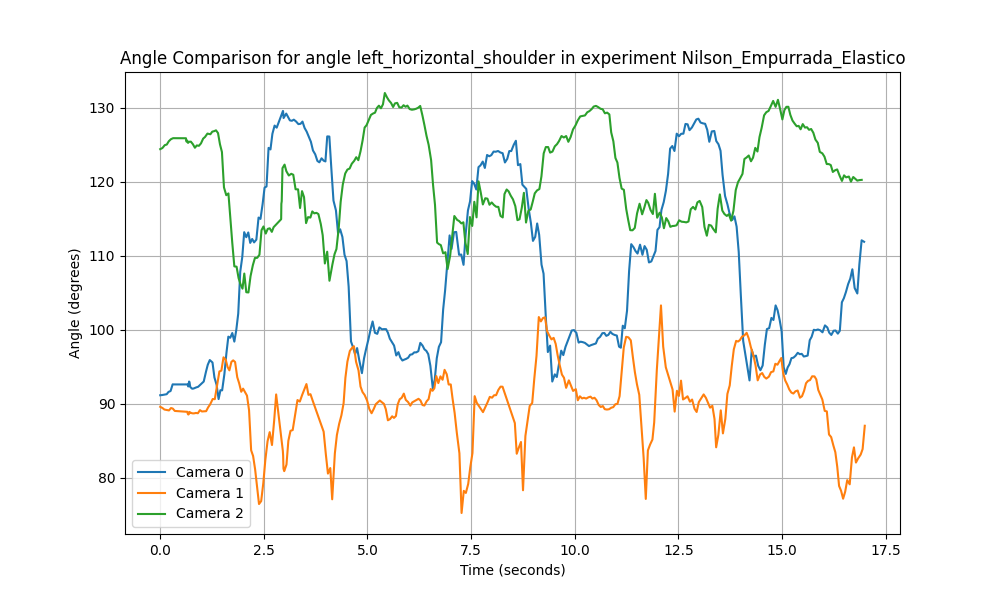 Angle Comparison for angle left_horizontal_shoulder in experiment Nilson_Empurrada_Elastico
Angle (degrees)
130
120
110
100
90
80
Camera 0
Camera 1
Camera 2
0.0 2.5 5.0 7.5 10.0 12.5 15.0 17.5
Time (seconds)